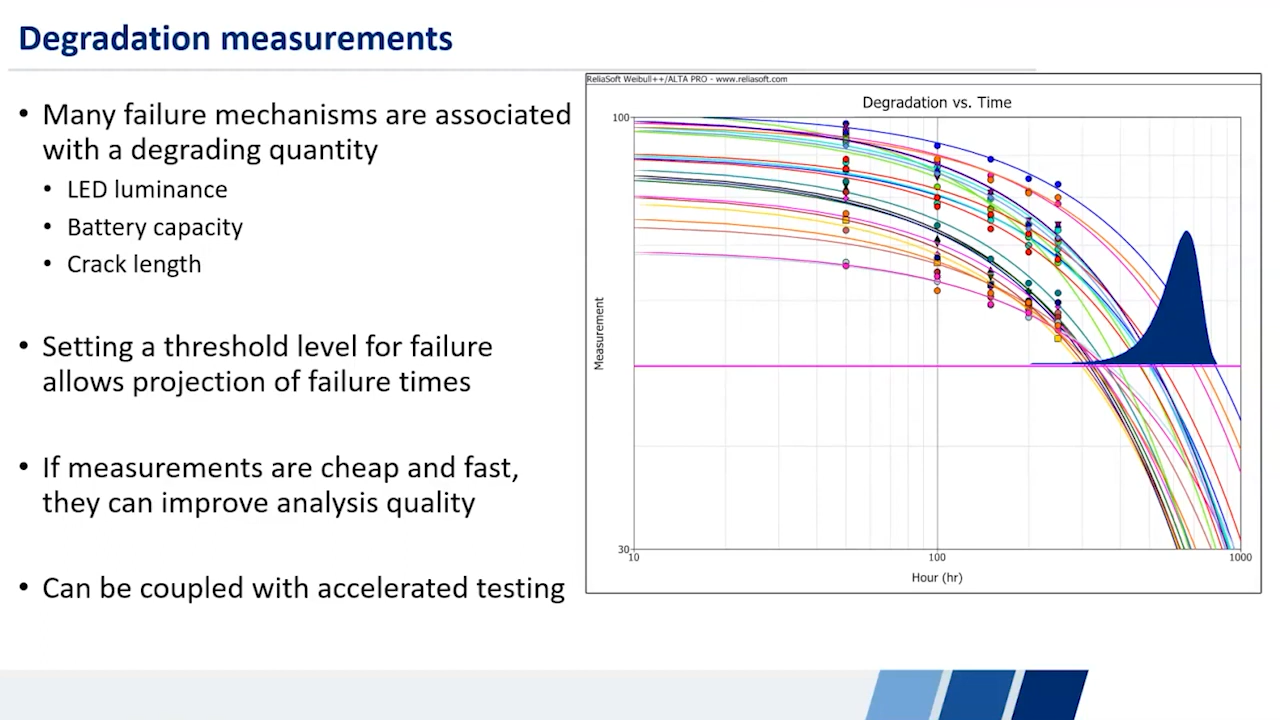 Degradation measurements
• Many failure mechanisms are associated
with a degrading quantity
• LED luminance
• Battery capacity
• Crack length
• Setting a threshold level for failure
allows projection of failure times
• If measurements are cheap and fast,
they can improve analysis quality
• Can be coupled with accelerated testing
ReliaSoft Weibull++/ALTA PRO - www.reliasoft.com
Degradation vs. Time
100
Measurement
30
10
100
1000
Hour (hr)